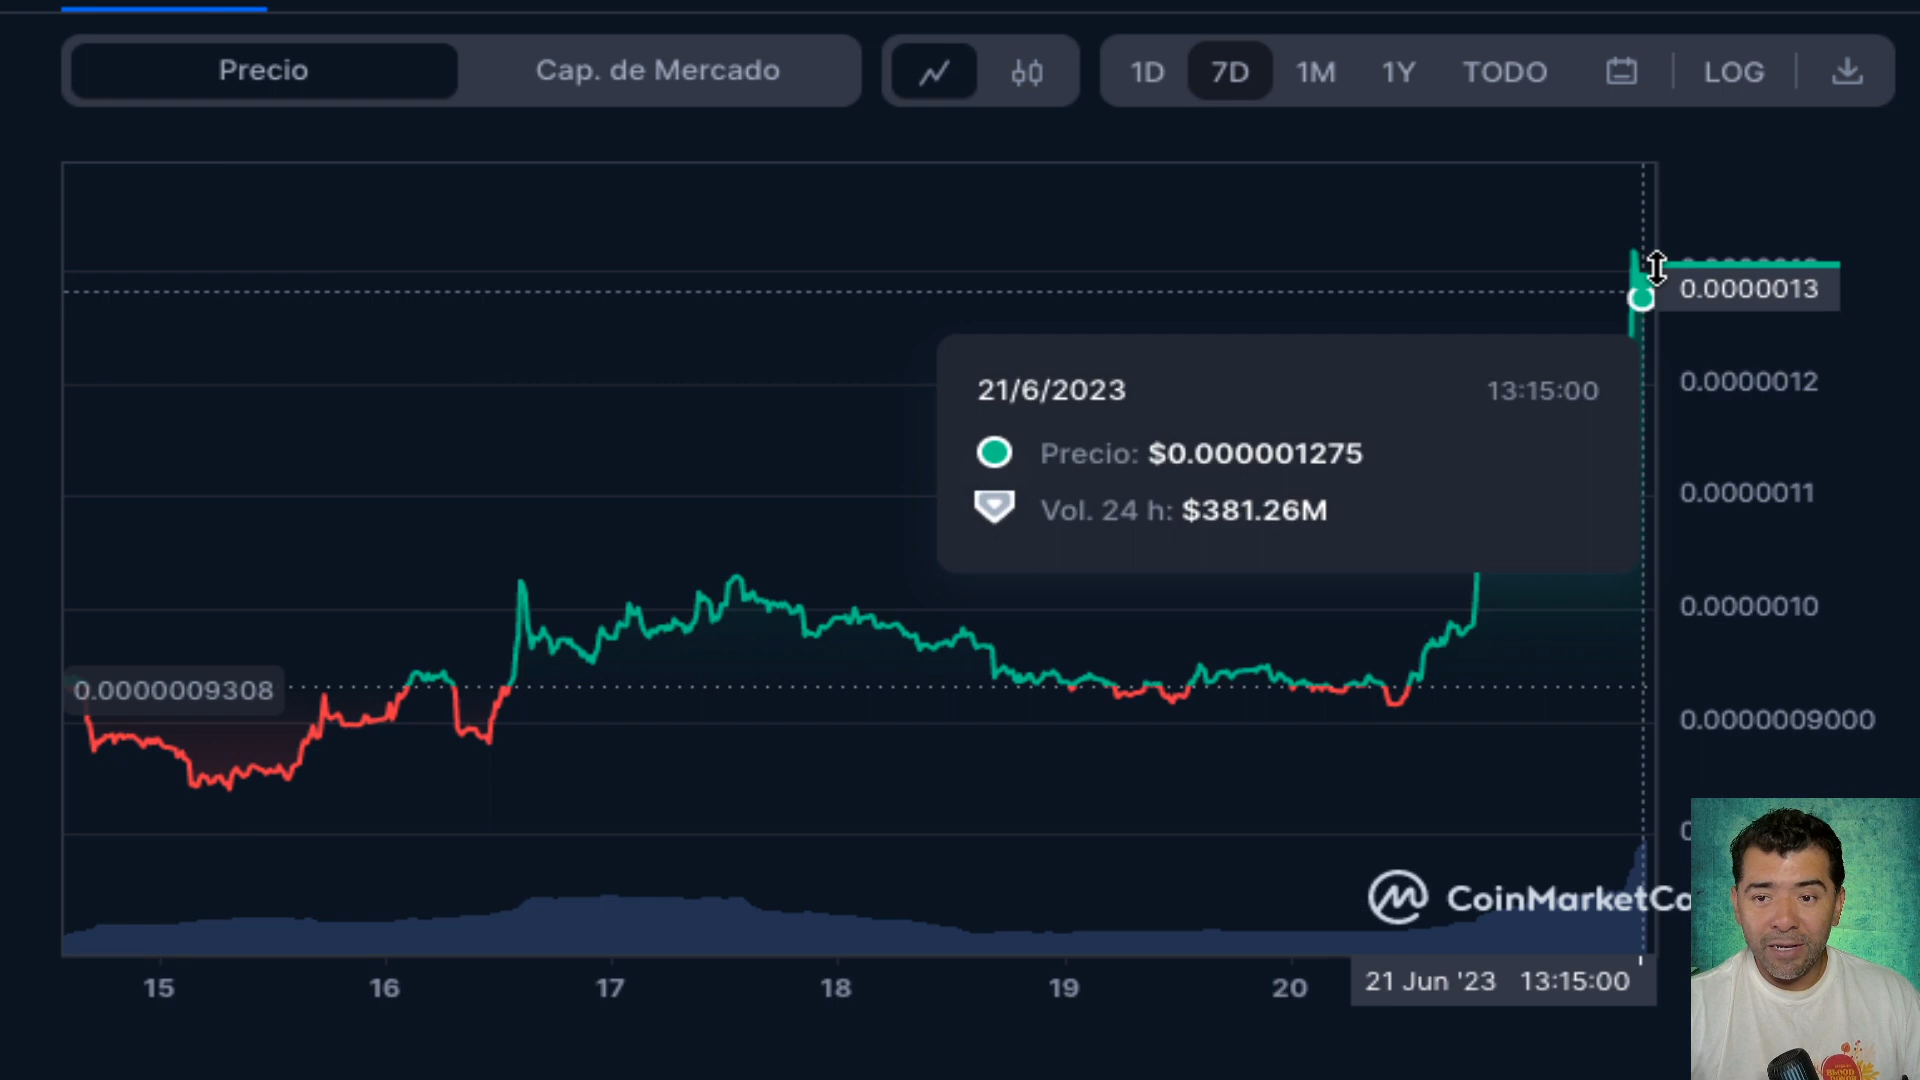 Precio
Cap. de Mercado
1D
7D
1M
1Y
TODO
LOG
0.0000013
0.0000012
0.0000011
0.0000010
0.0000009000
21/6/2023
13:15:00
Precio: $0.000001275
Vol. 24 h: $381.26M
0.0000009308
CoinMarketCa
15
16
17
18
19
20
21 Jun '23 13:15:00
BLOOD